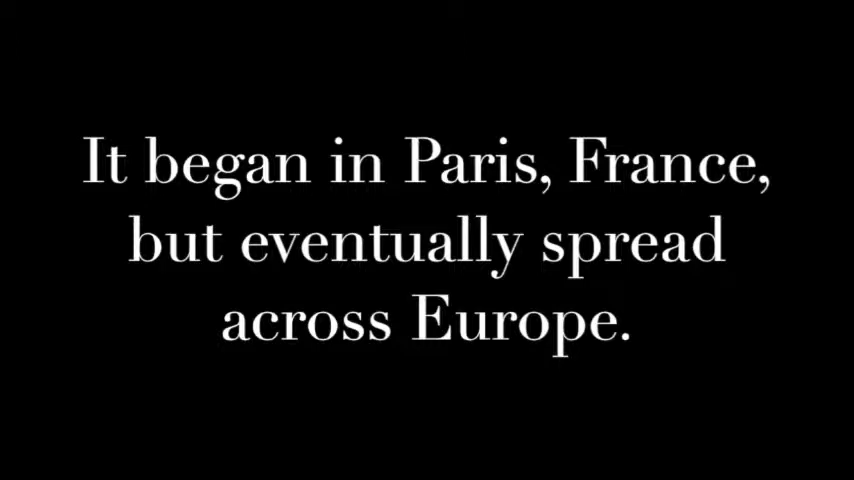 It began in Paris, France,
but eventually spread
across Europe.